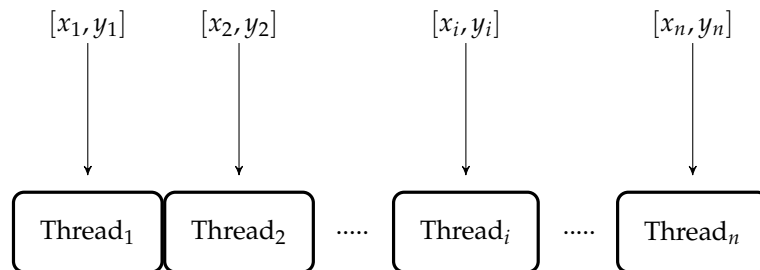 [x₁, y₁] [x₂, y₂] [xᵢ, yᵢ] [xₙ, yₙ]
Thread₁ Thread₂ ..... Threadᵢ ..... Threadₙ